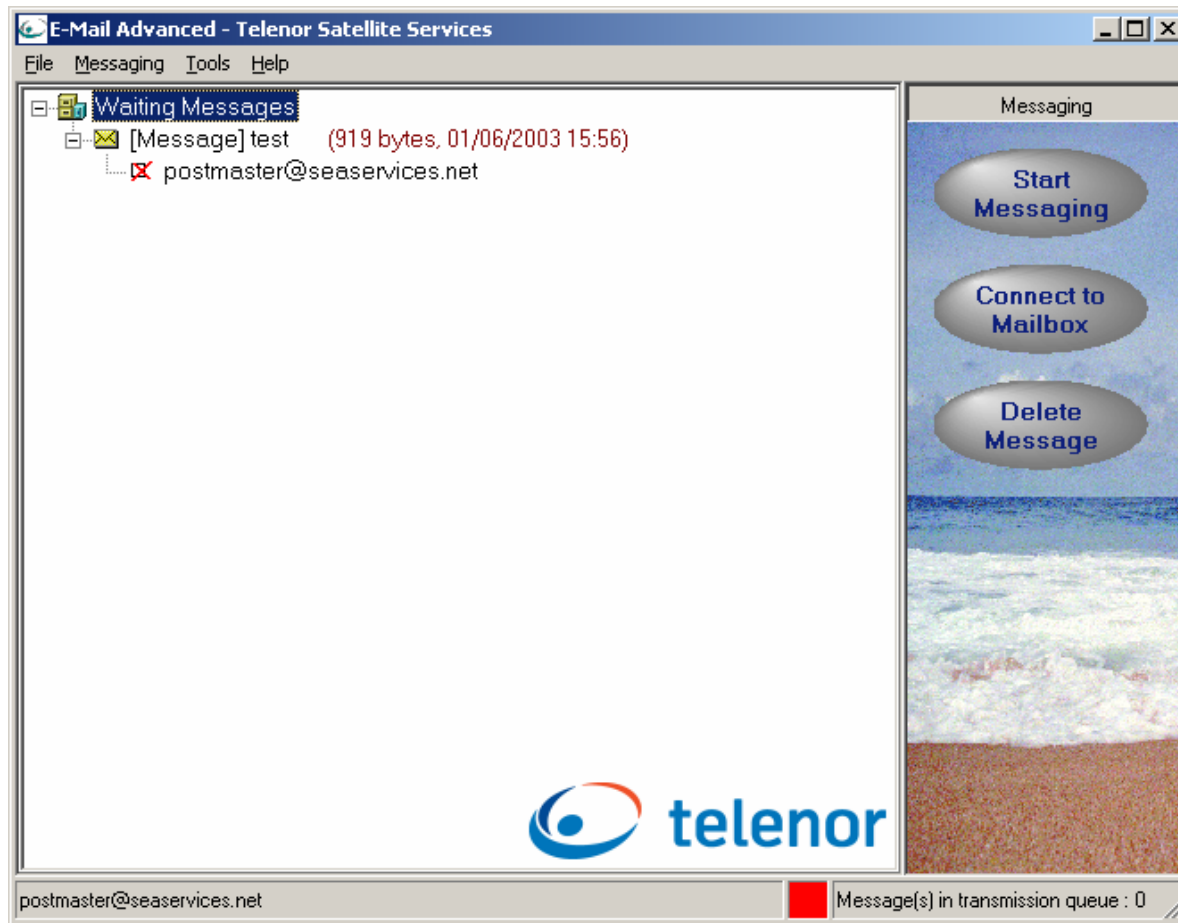 E-Mail Advanced - Telenor Satellite Services
File Messaging Tools Help
Waiting Messages
[Message] test (919 bytes, 01/06/2003 15:56)
postmaster@seaservices.net
Messaging
Start
Messaging
Connect to
Mailbox
Delete
Message
telenor
postmaster@seaservices.net
Message(s) in transmission queue : 0